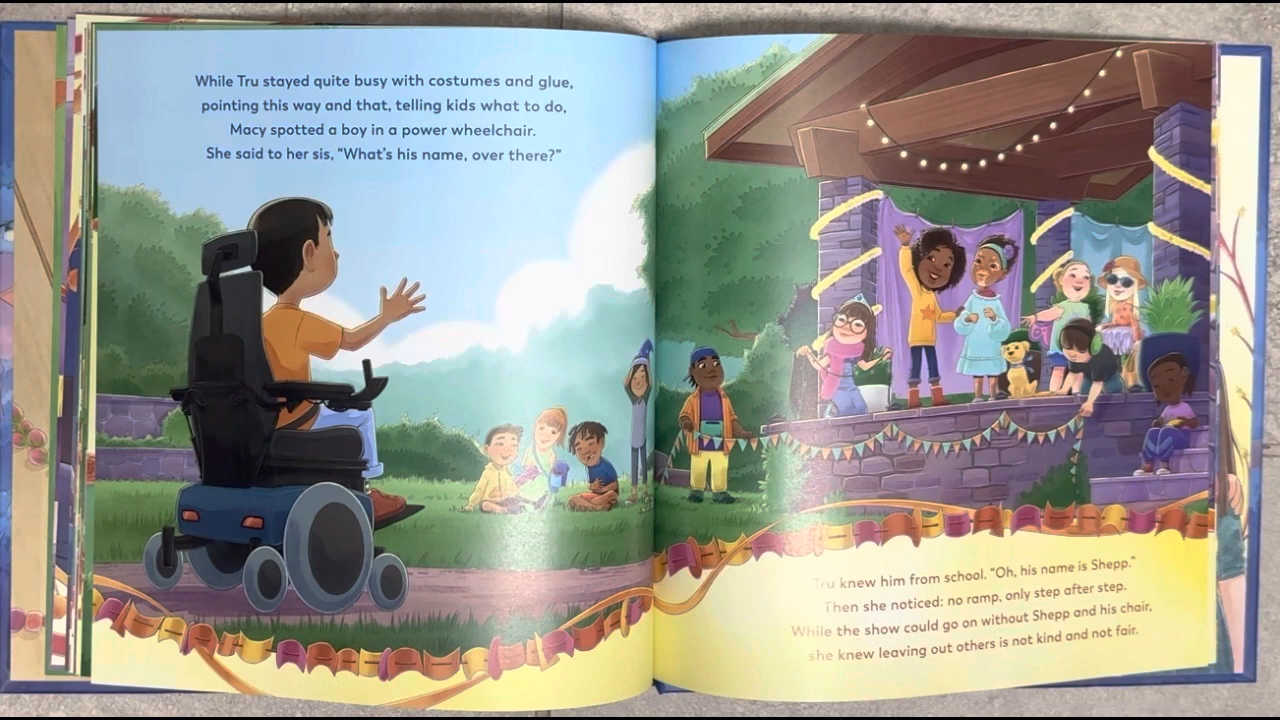 While Tru stayed quite busy with costumes and glue,
pointing this way and that, telling kids what to do,
Macy spotted a boy in a power wheelchair.
She said to her sis, “What’s his name, over there?”
Tru knew him from school. “Oh, his name is Shepp.”
Then she noticed: no ramp, only step after step.
While the show could go on without Shepp and his chair,
she knew leaving out others is not kind and not fair.